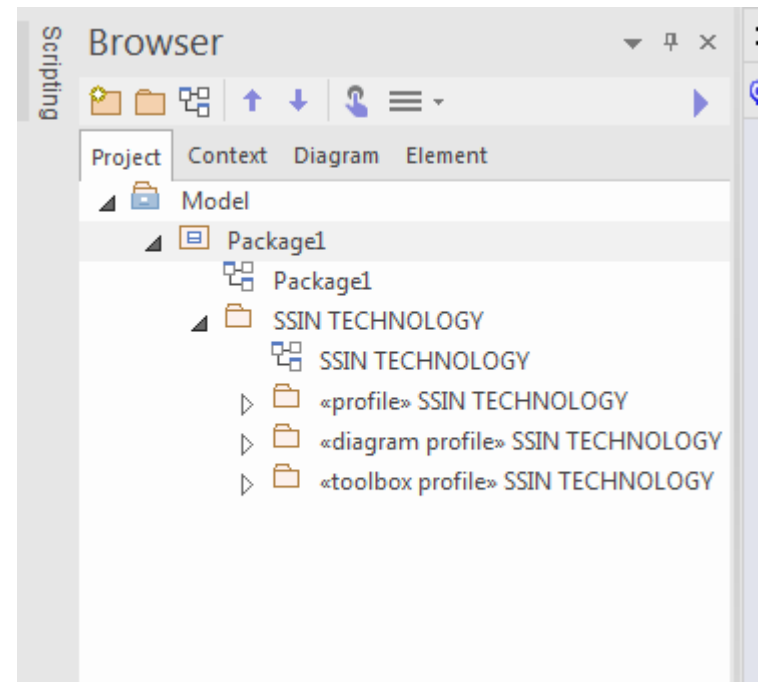 Scripting
Browser
Project Context Diagram Element
Model
Package1
Package1
SSIN TECHNOLOGY
SSIN TECHNOLOGY
«profile» SSIN TECHNOLOGY
«diagram profile» SSIN TECHNOLOGY
«toolbox profile» SSIN TECHNOLOGY